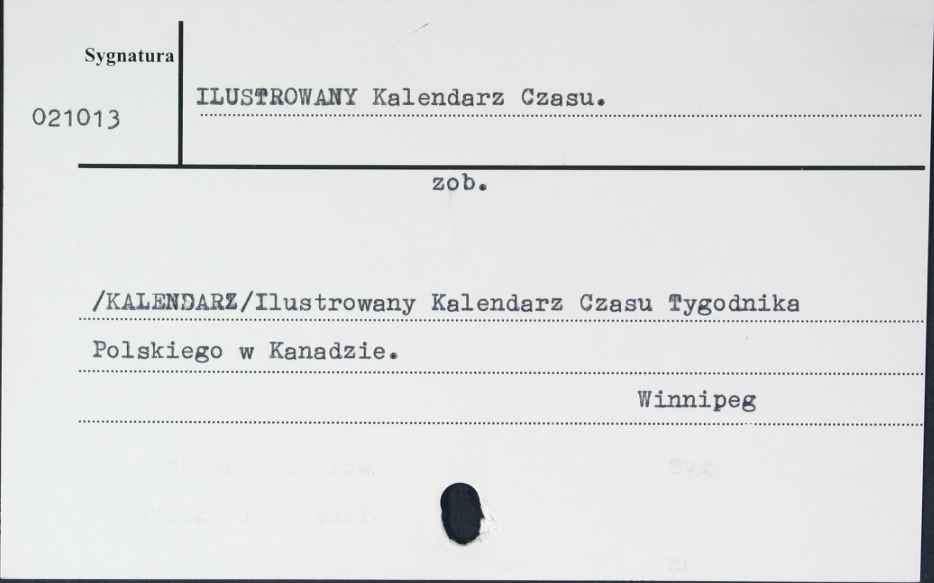 Sygnatura
ILUSTROWANY Kalendarz Czasu.
021013
zob.
/KALENDARZ/Ilustrowany Kalendarz Czasu Tygodnika
Polskiego w Kanadzie.
Winnipeg